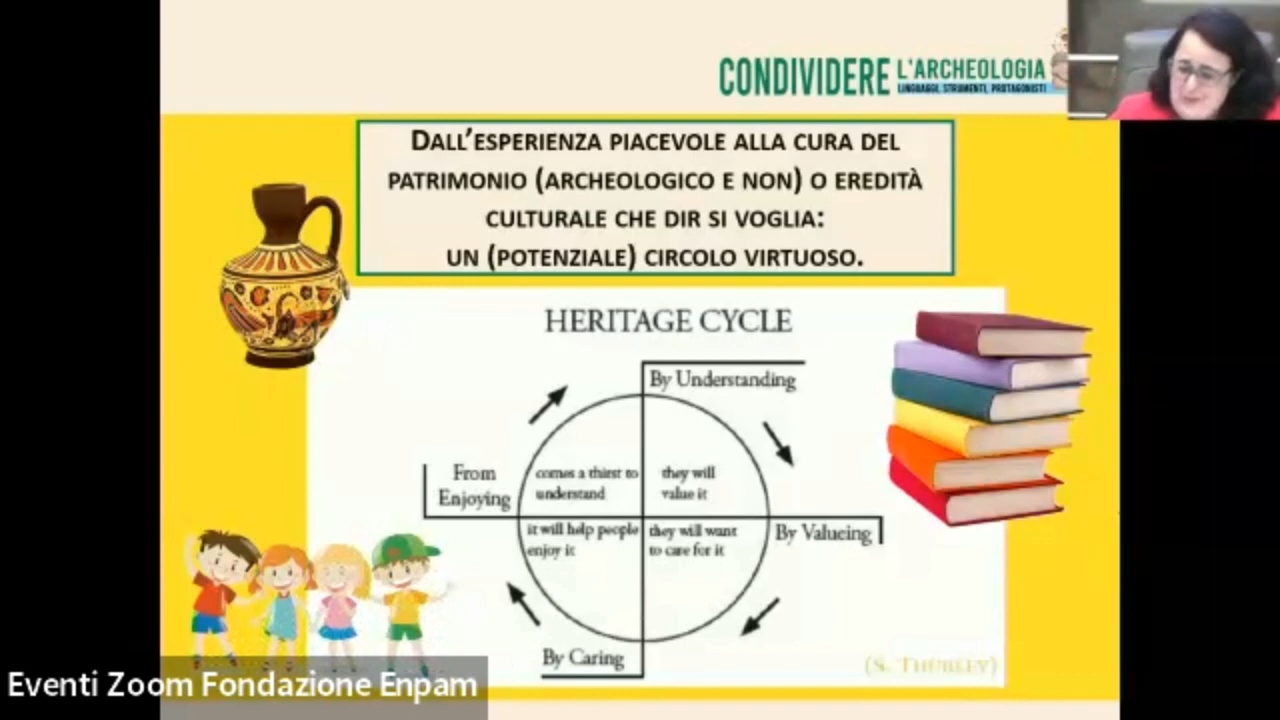 CONDIVIDERE L'ARCHEOLOGIA
LINGUAGGI, STRUMENTI, PROTAGONISTI
DALL'ESPERIENZA PIACEVOLE ALLA CURA DEL
PATRIMONIO (ARCHEOLOGICO E NON) O EREDITÀ
CULTURALE CHE DIR SI VOGLIA:
UN (POTENZIALE) CIRCOLO VIRTUOSO.
HERITAGE CYCLE
By Understanding
From
Enjoying
comes a thirst to
understand
they will
value it
it will help people
enjoy it
they will want
to care for it
By Valueing
By Caring
(S. THURLEY)
Eventi Zoom Fondazione Enpam